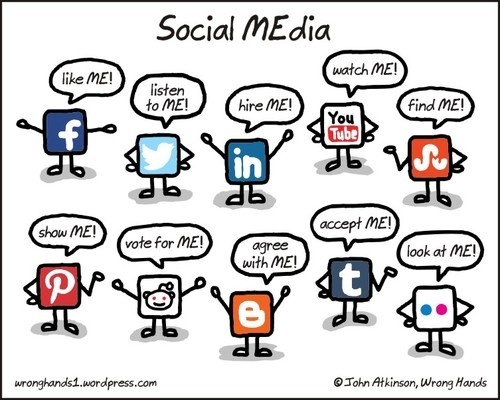 Social MEdia
like ME!
listen
to ME!
hire ME!
watch ME!
find ME!
f
in
You
Tube
show ME!
vote for ME!
agree
with ME!
accept ME!
look at ME!
t
wronghands1.wordpress.com
© John Atkinson, Wrong Hands